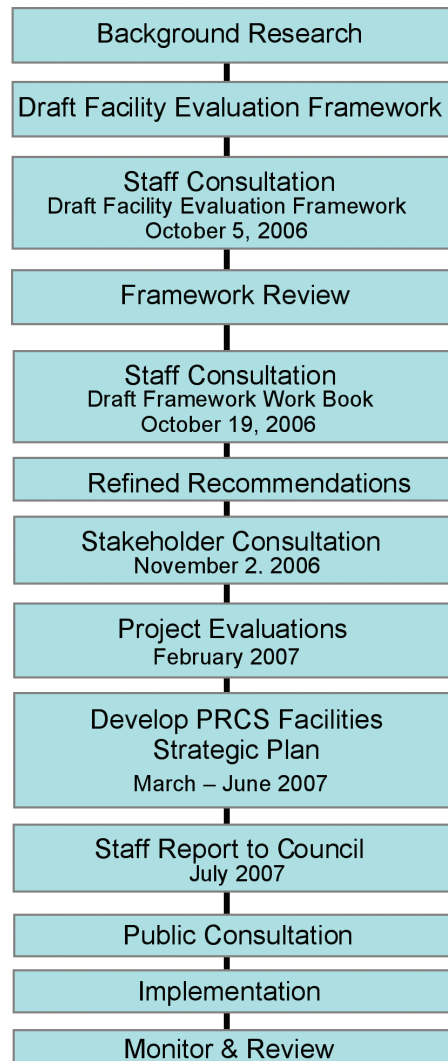 Background Research
Draft Facility Evaluation Framework
Staff Consultation
Draft Facility Evaluation Framework
October 5, 2006
Framework Review
Staff Consultation
Draft Framework Work Book
October 19, 2006
Refined Recommendations
Stakeholder Consultation
November 2. 2006
Project Evaluations
February 2007
Develop PRCS Facilities
Strategic Plan
March – June 2007
Staff Report to Council
July 2007
Public Consultation
Implementation
Monitor & Review